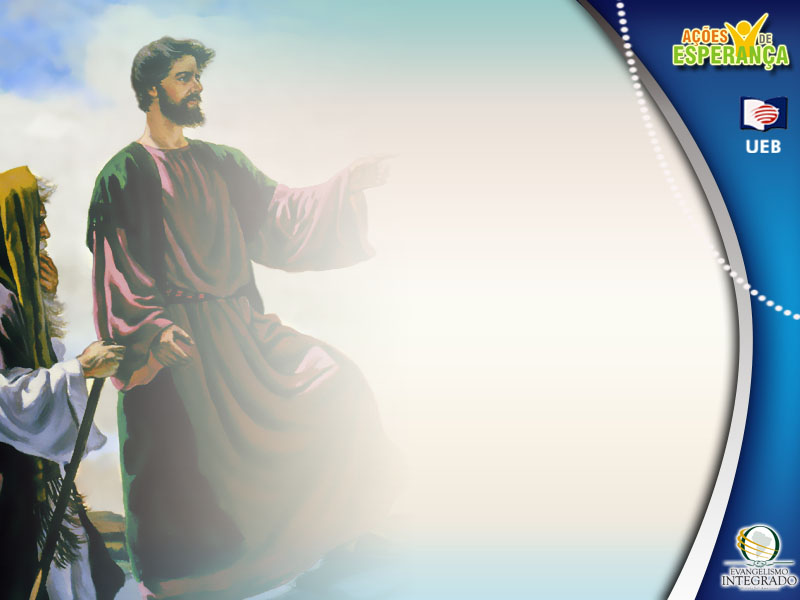 AÇÕES DE
ESPERANÇA
UEB
EVANGELISMO
INTEGRADO